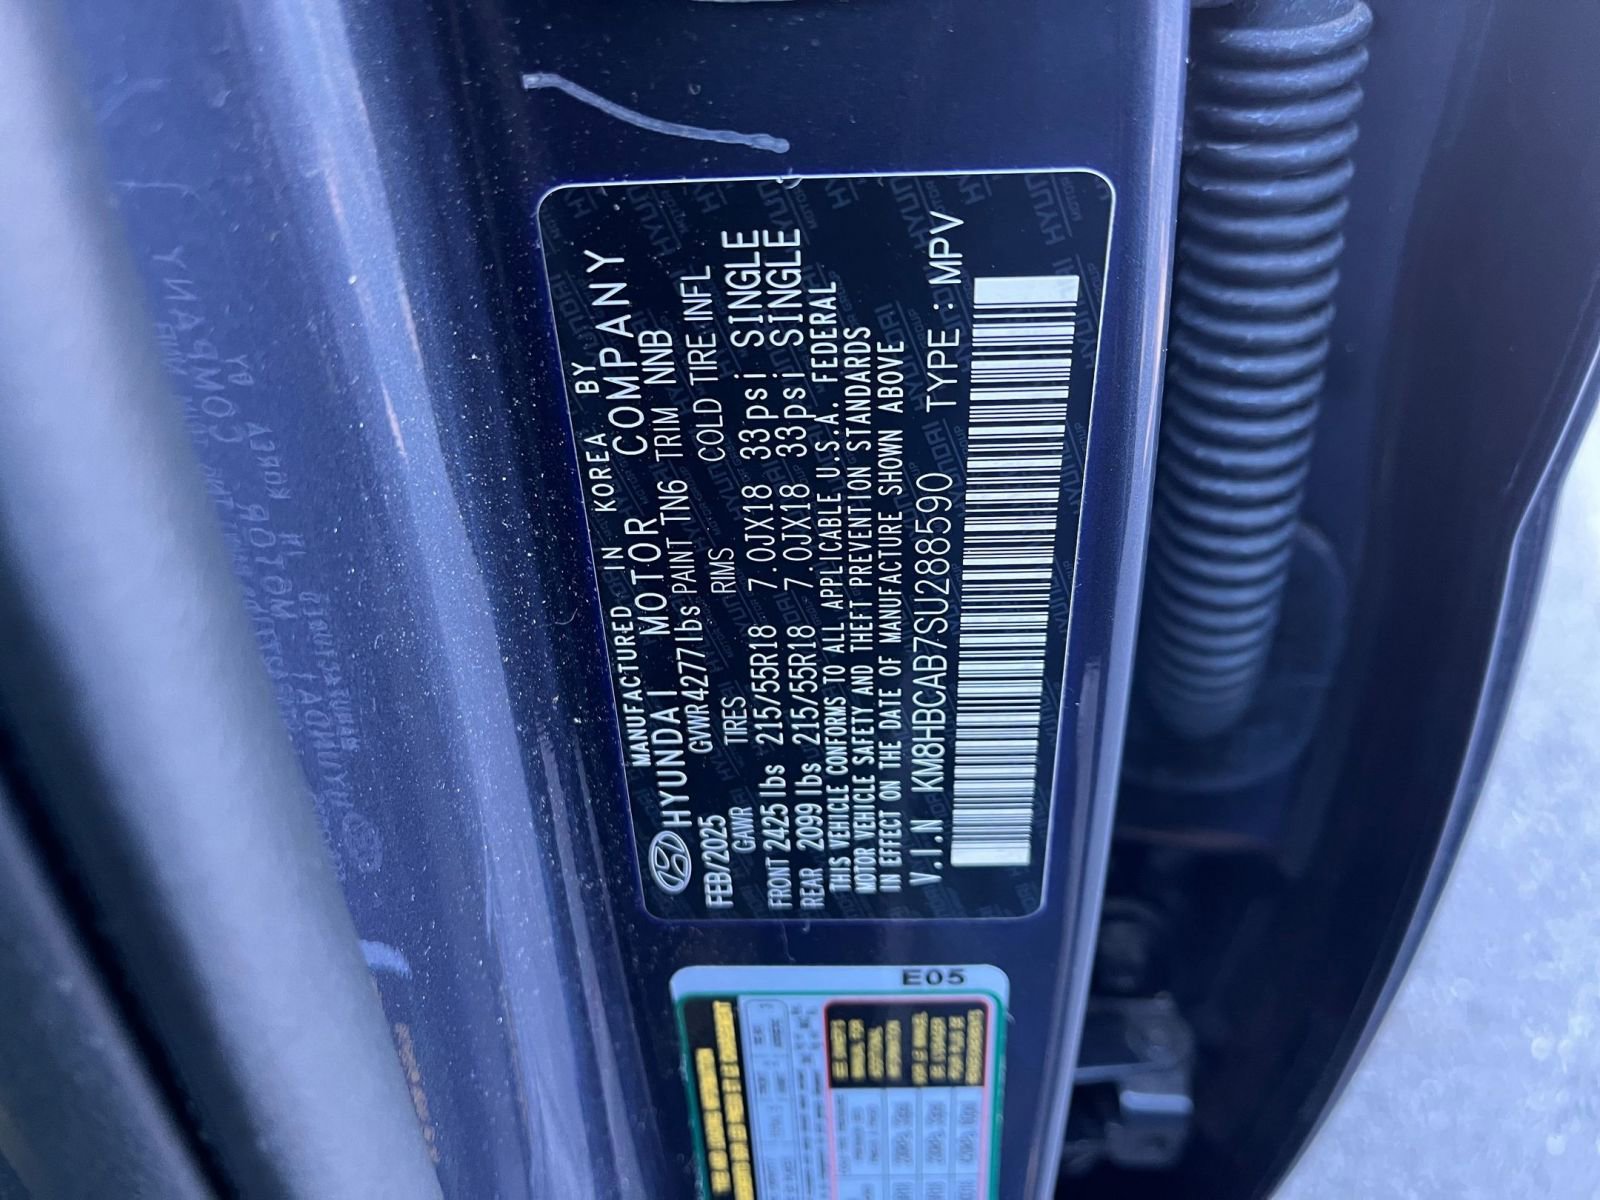 MANUFACTURED IN KOREA BY
HYUNDAI MOTOR COMPANY
FEB/2025 GVWR4277lbs PAINT TN6 TRIM NNB
GAWR TIRES RIMS COLD TIRE INFL
FRONT 2425lbs 215/55R18 7.0JX18 33psi SINGLE
REAR 2099lbs 215/55R18 7.0JX18 33psi SINGLE
THIS VEHICLE CONFORMS TO ALL APPLICABLE U.S.A. FEDERAL
MOTOR VEHICLE SAFETY AND THEFT PREVENTION STANDARDS
IN EFFECT ON THE DATE OF MANUFACTURE SHOWN ABOVE
V.I.N KM8HBCAB7SU288590 TYPE : MPV
E05